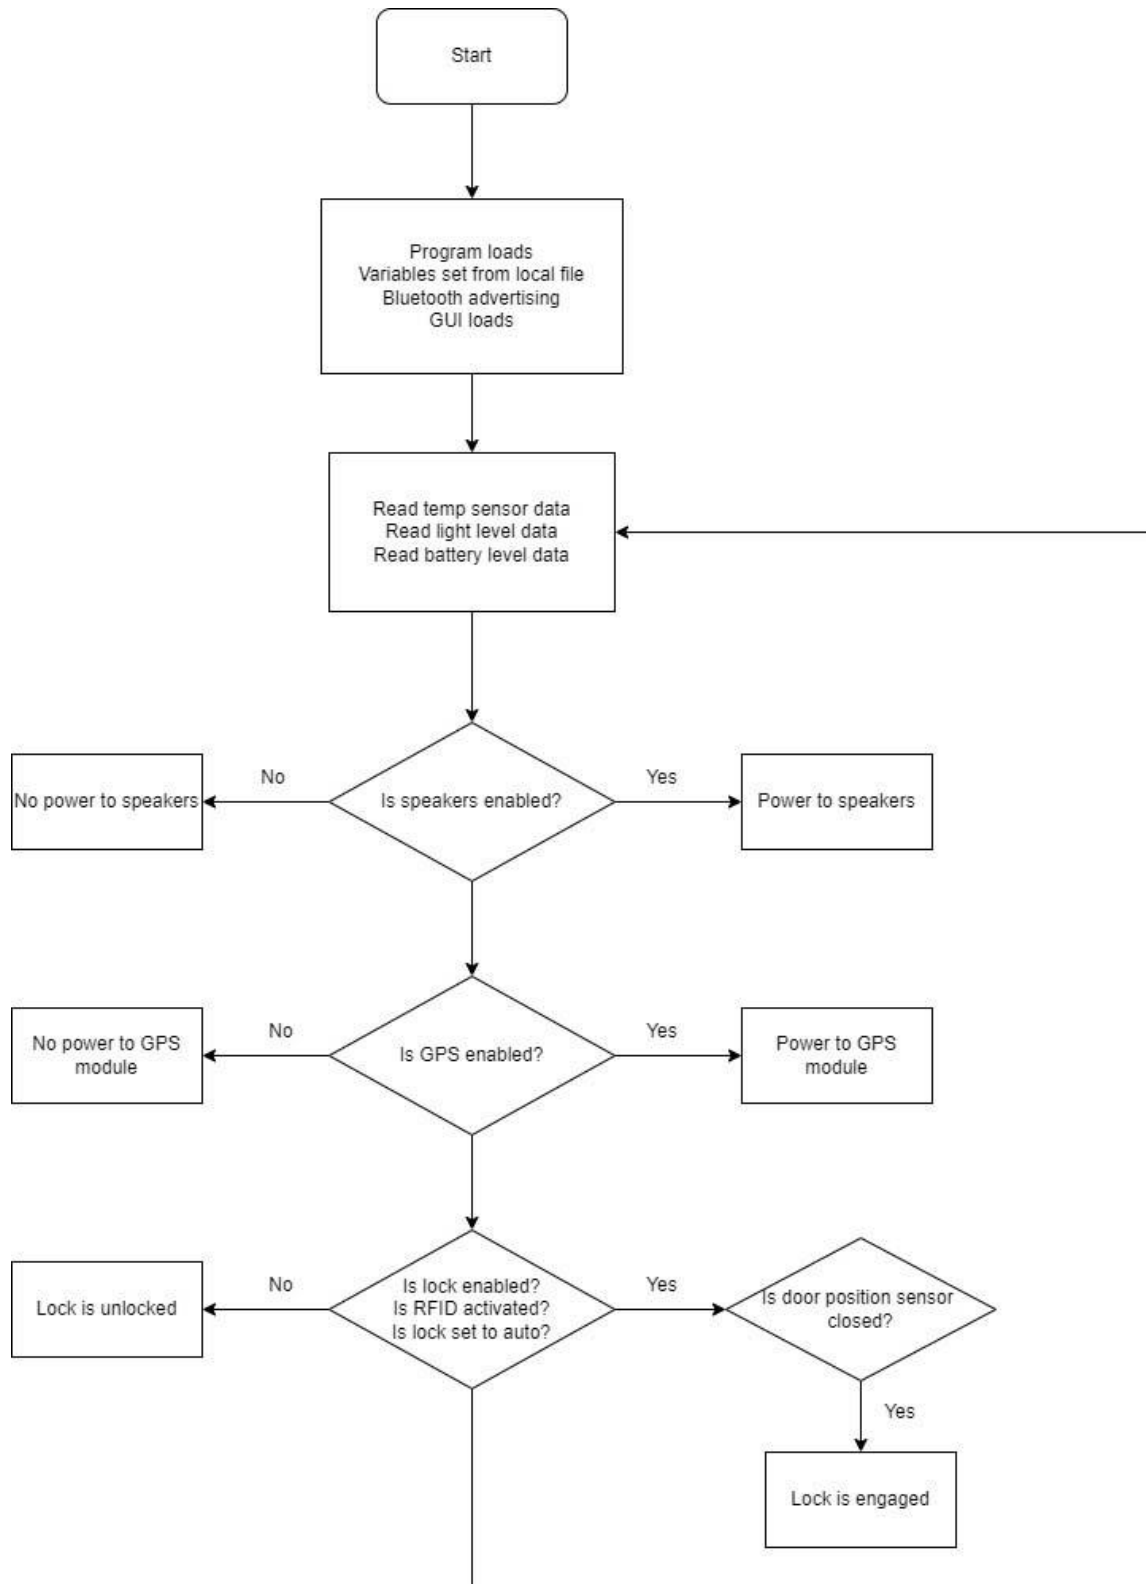 Start
Program loads
Variables set from local file
Bluetooth advertising
GUI loads
Read temp sensor data
Read light level data
Read battery level data
No
Yes
No power to speakers
Is speakers enabled?
Power to speakers
No
Yes
No power to GPS
module
Is GPS enabled?
Power to GPS
module
No
Yes
Lock is unlocked
Is lock enabled?
Is RFID activated?
Is lock set to auto?
Is door position sensor
closed?
Yes
Lock is engaged